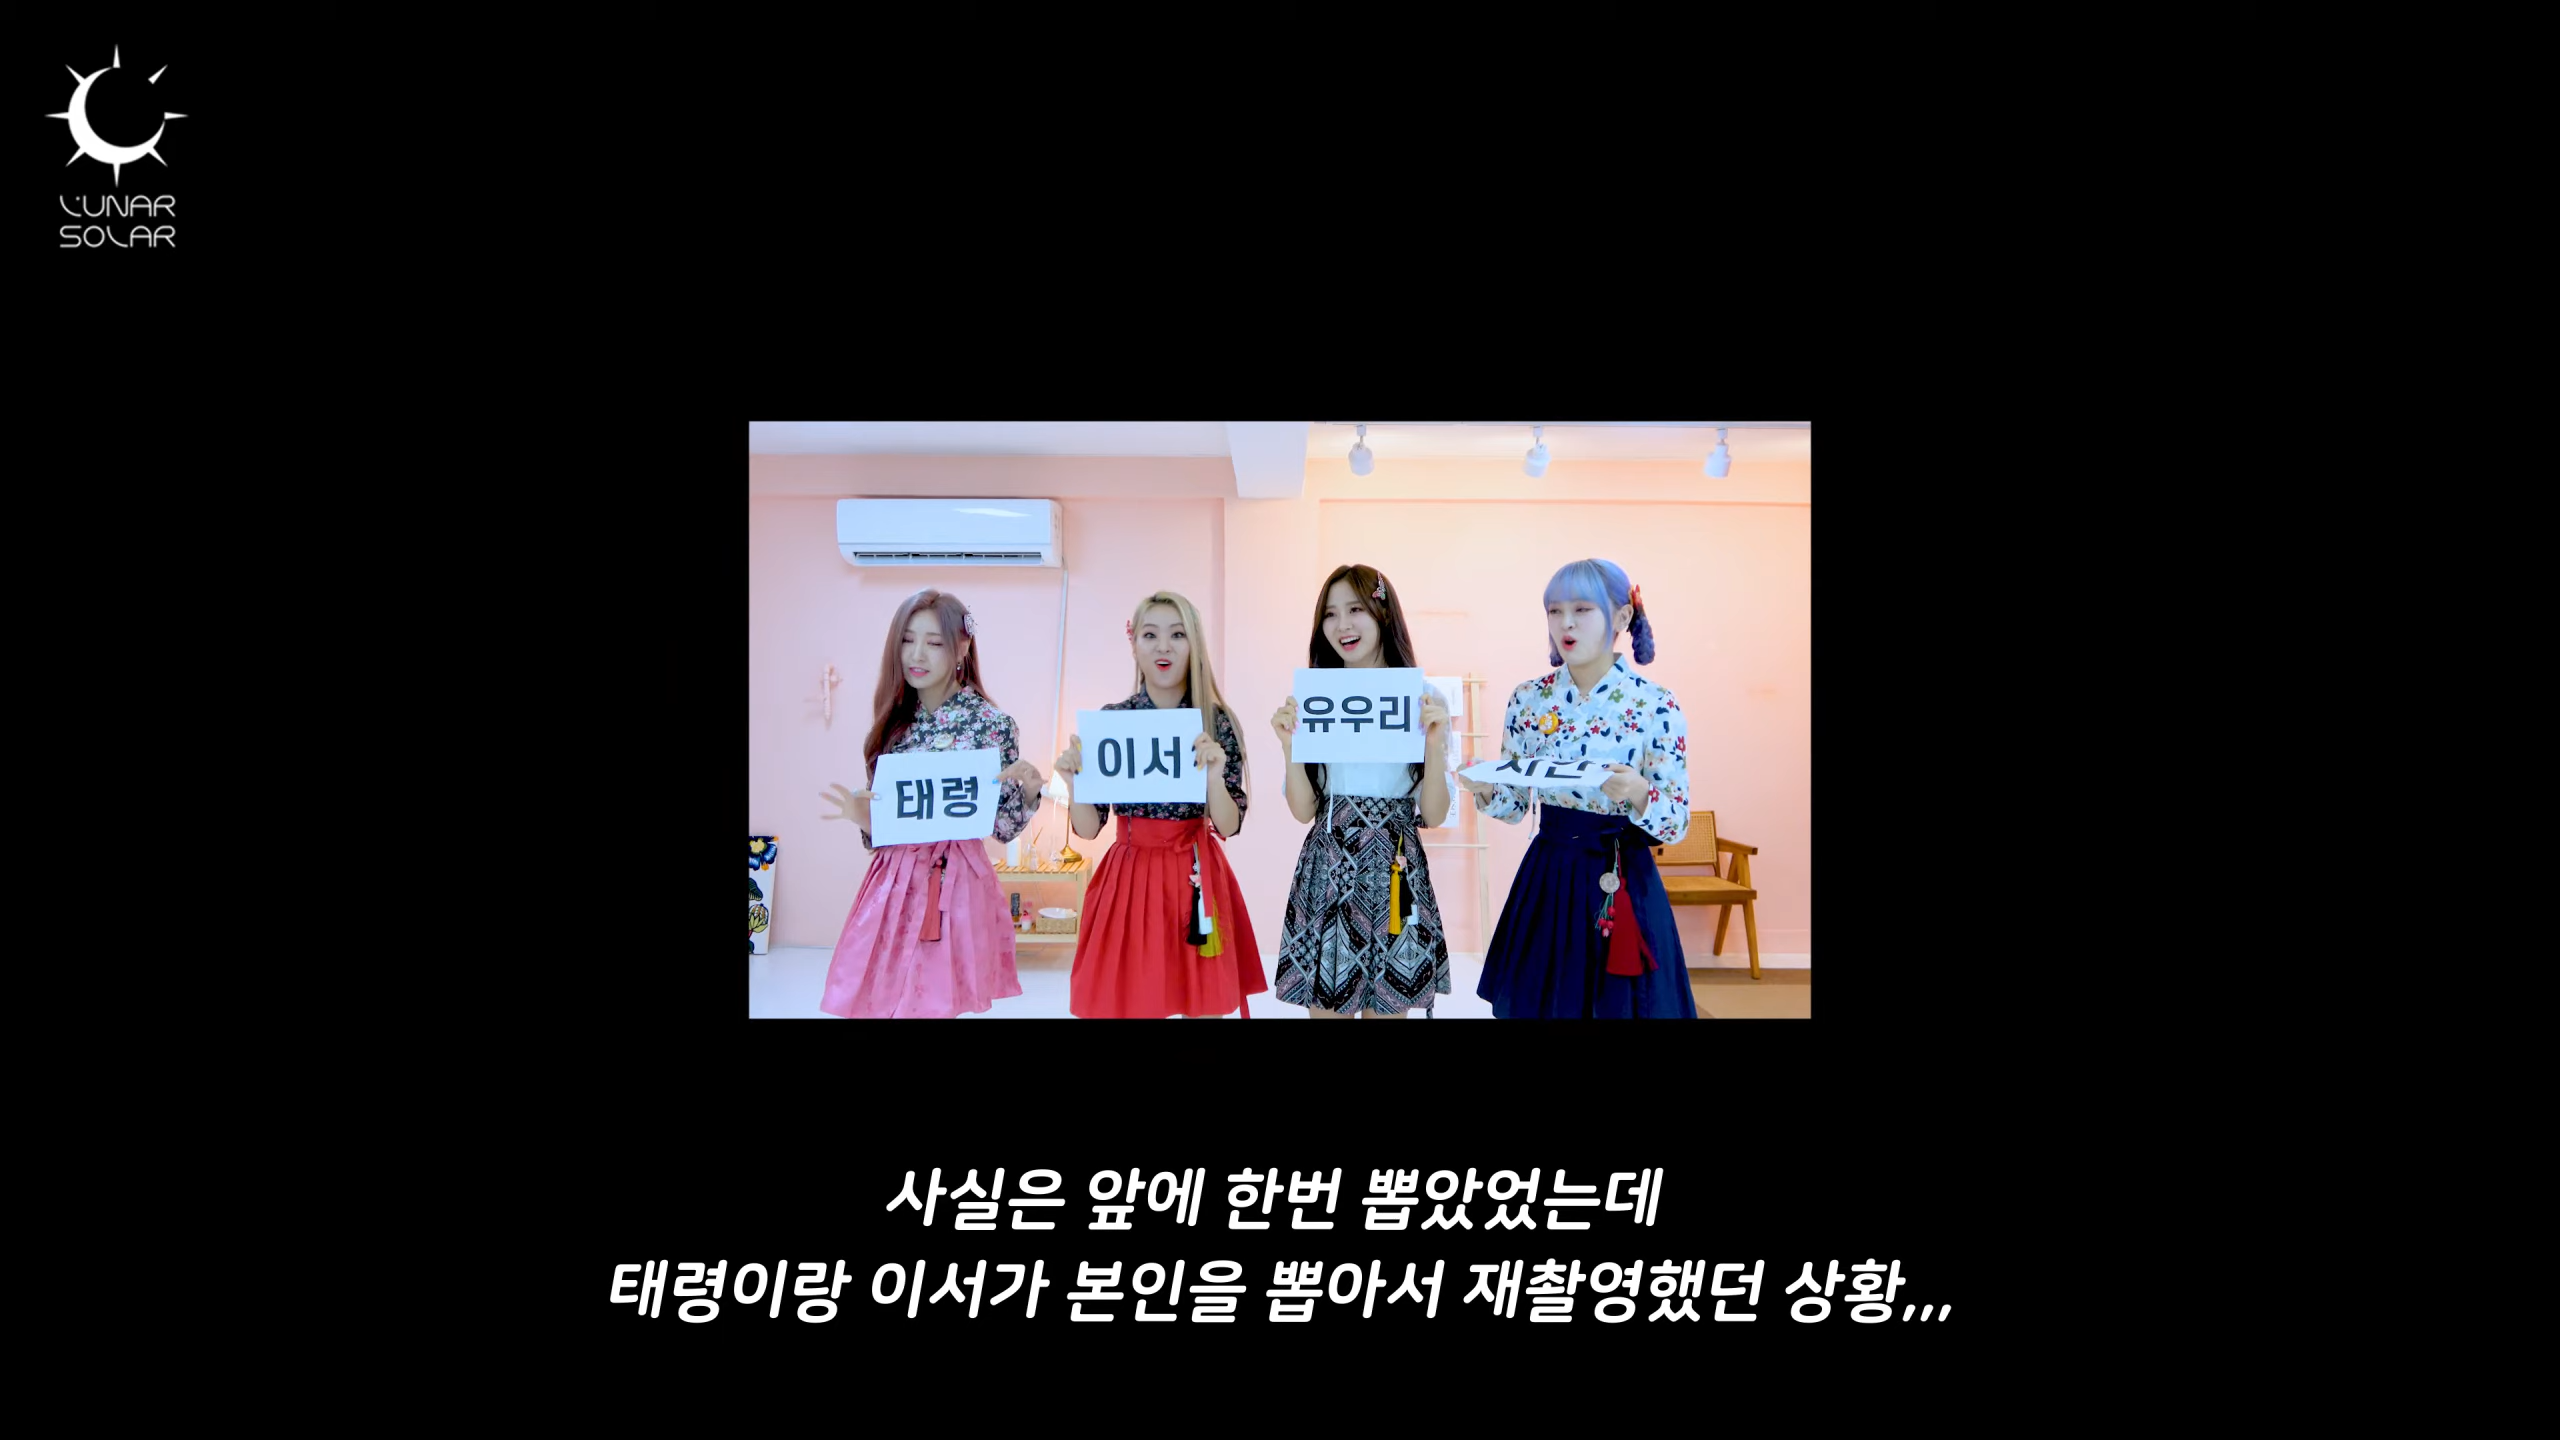 LUNAR
SOLAR
태령
이서
유우리
사실은 앞에 한번 뽑았었는데
태령이랑 이서가 본인을 뽑아서 재촬영했던 상황,,,